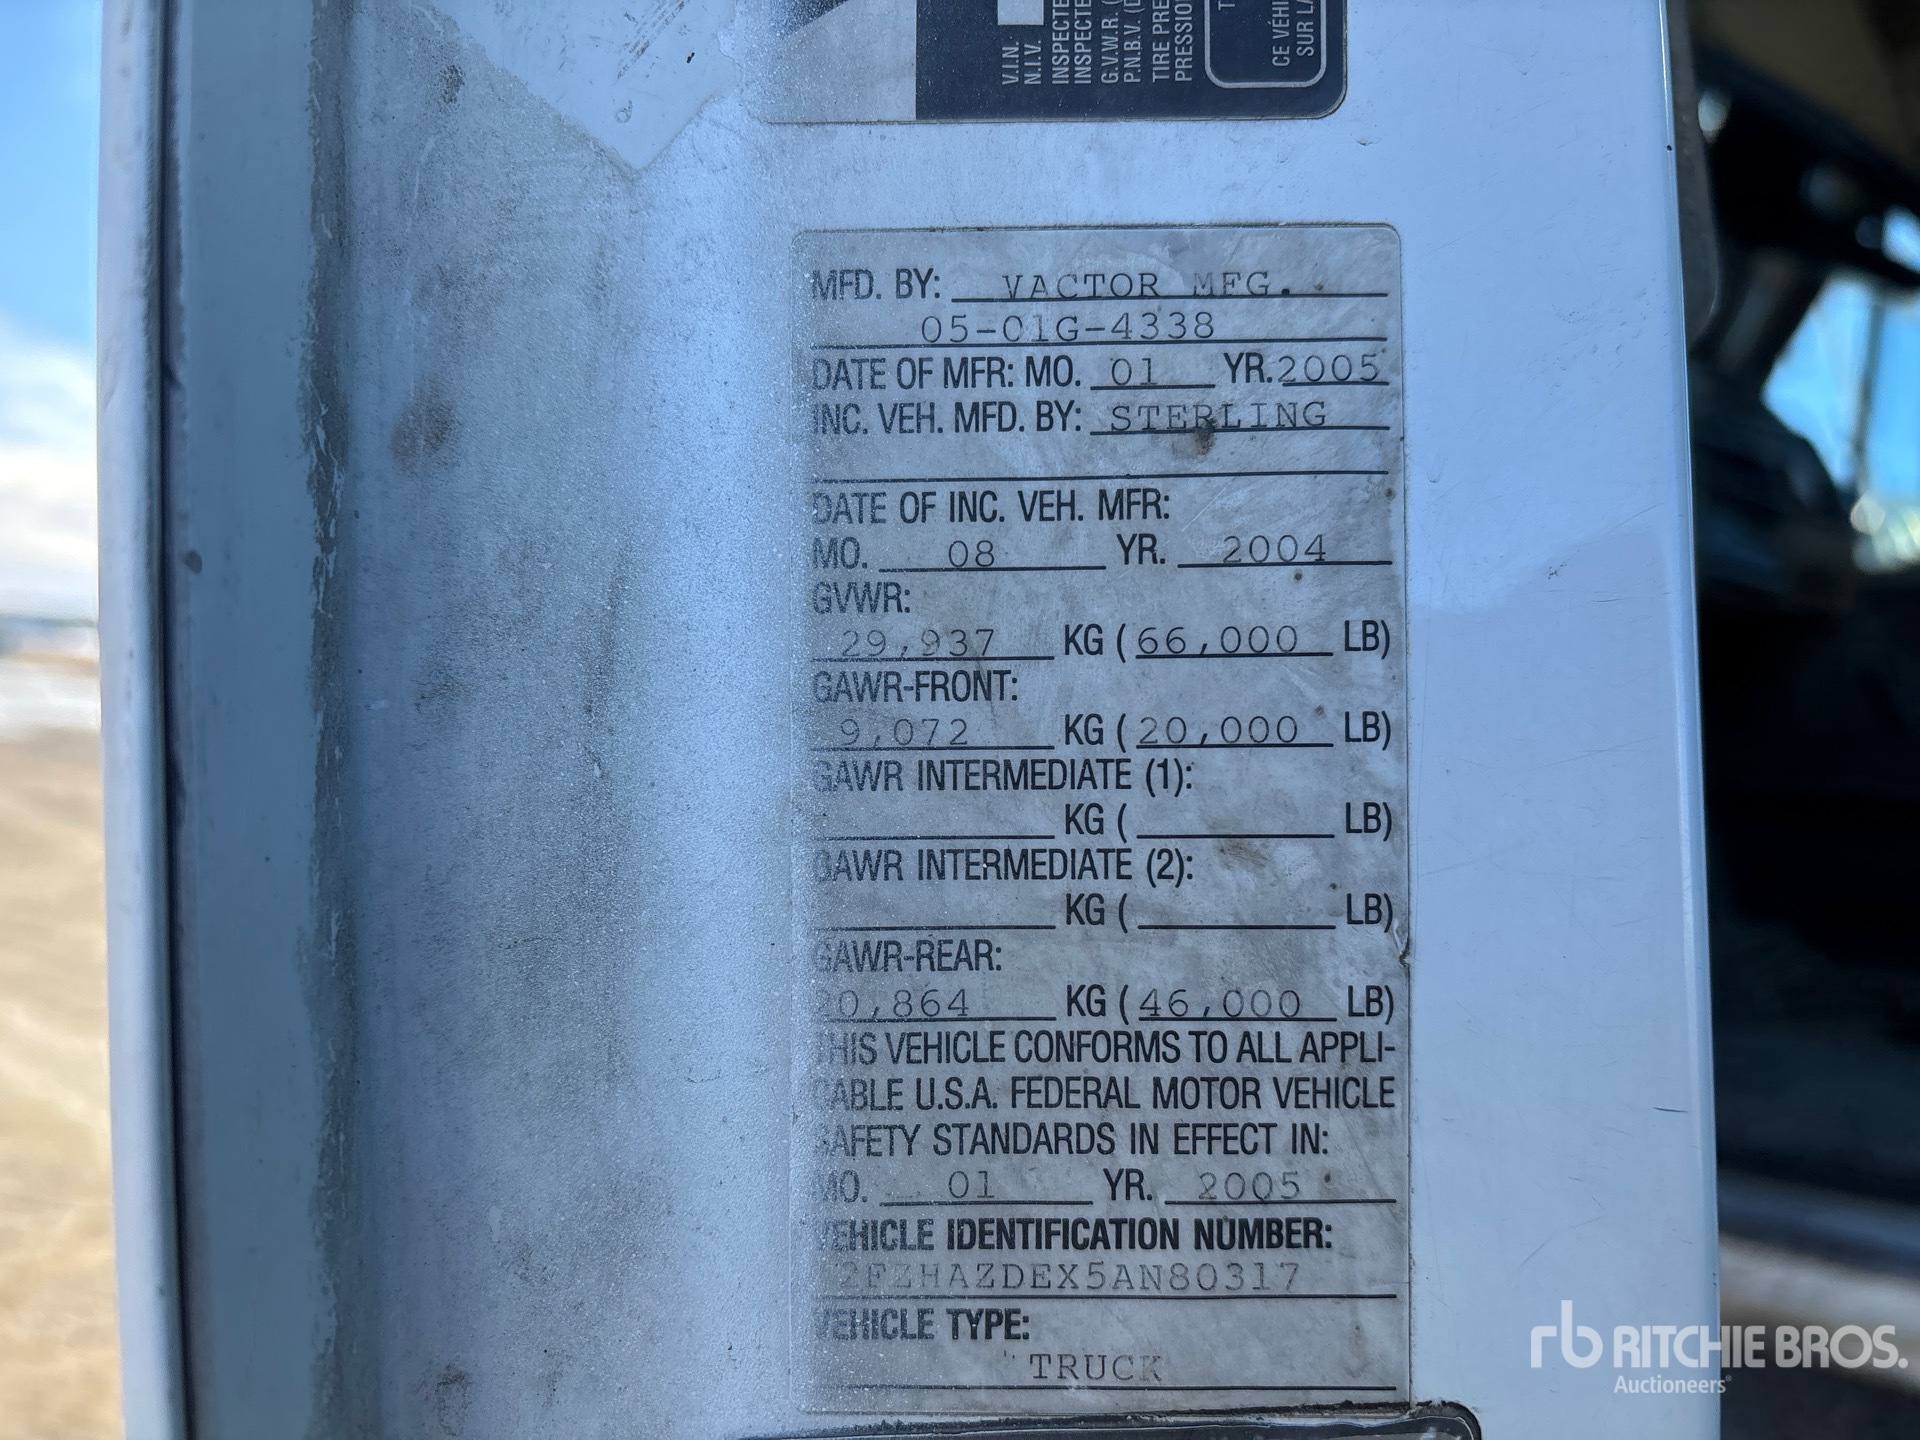 V.I.N.
N.I.V.
INSPECTE
INSPECTE
G.V.W.R. (
P.N.B.V. (
TIRE PRE
PRESSION
CE VÉHI
SUR LA
MFD. BY: VACTOR MFG.
05-01G-4338
DATE OF MFR: MO. 01 YR. 2005
INC. VEH. MFD. BY: STERLING
DATE OF INC. VEH. MFR:
MO. 08 YR. 2004
GVWR:
29,937 KG ( 66,000 LB)
GAWR-FRONT:
9,072 KG ( 20,000 LB)
GAWR INTERMEDIATE (1):
KG ( LB)
GAWR INTERMEDIATE (2):
KG ( LB)
GAWR-REAR:
20,864 KG ( 46,000 LB)
THIS VEHICLE CONFORMS TO ALL APPLI-
CABLE U.S.A. FEDERAL MOTOR VEHICLE
SAFETY STANDARDS IN EFFECT IN:
MO. 01 YR. 2005
VEHICLE IDENTIFICATION NUMBER:
2FZHAZDEX5AN80317
VEHICLE TYPE:
TRUCK
rb RITCHIE BROS.
Auctioneers